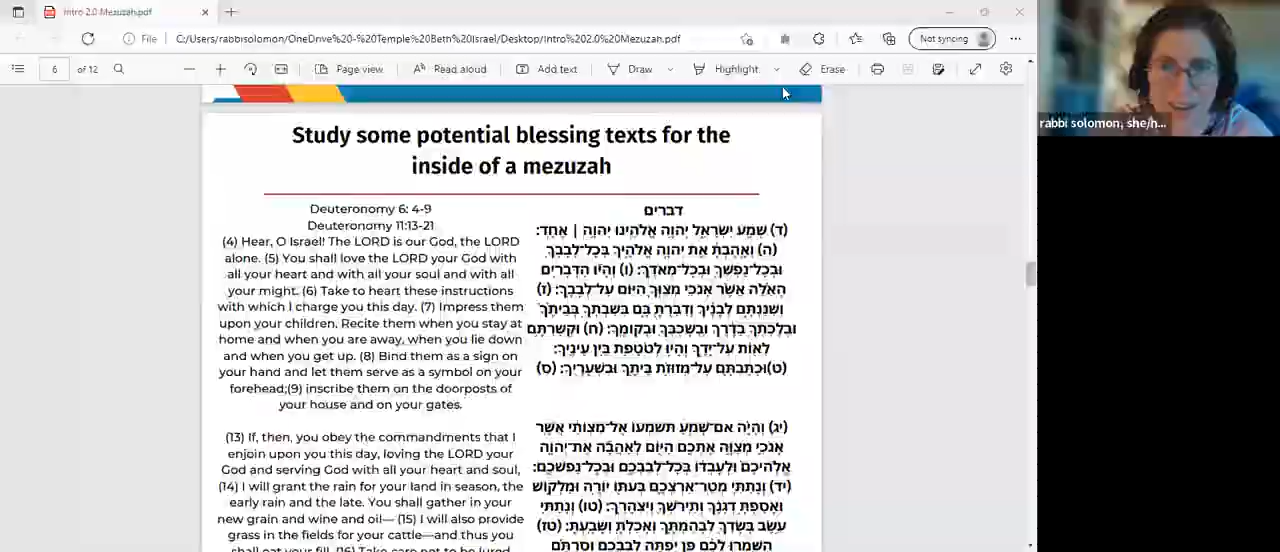 Intro 2.0 Mezuzah.pdf
File
C:/Users/rabbisolomon/OneDrive%20-%20Temple%20Beth%20Israel/Desktop/Intro%202.0%20Mezuzah.pdf
Not syncing
6 of 12
Page view
Read aloud
Add text
Draw
Highlight
Erase
rabbi solomon, she/h...
Study some potential blessing texts for the
inside of a mezuzah
Deuteronomy 6: 4-9
Deuteronomy 11:13-21
(4) Hear, O Israel! The LORD is our God, the LORD
alone. (5) You shall love the LORD your God with
all your heart and with all your soul and with all
your might. (6) Take to heart these instructions
with which I charge you this day. (7) Impress them
upon your children. Recite them when you stay at
home and when you are away, when you lie down
and when you get up. (8) Bind them as a sign on
your hand and let them serve as a symbol on your
forehead;(9) inscribe them on the doorposts of
your house and on your gates.
(13) If, then, you obey the commandments that I
enjoin upon you this day, loving the LORD your
God and serving God with all your heart and soul,
(14) I will grant the rain for your land in season, the
early rain and the late. You shall gather in your
new grain and wine and oil— (15) I will also provide
grass in the fields for your cattle—and thus you
shall eat your fill. (16) Take care not to be lured
דברים
(ד) שְׁמַ֖ע יִשְׂרָאֵ֑ל יְהוָ֥ה אֱלֹהֵ֖ינוּ יְהוָ֥ה ׀ אֶחָֽד׃
(ה) וְאָ֣הַבְתָּ֔ אֵ֖ת יְהוָ֣ה אֱלֹהֶ֑יךָ בְּכָל־לְבָבְךָ֥
וּבְכָל־נַפְשְׁךָ֖ וּבְכָל־מְאֹדֶֽךָ׃ (ו) וְהָי֞וּ הַדְּבָרִ֣ים
הָאֵ֗לֶּה אֲשֶׁ֨ר אָנֹכִ֧י מְצַוְּךָ֛ הַיּ֖וֹם עַל־לְבָבֶֽךָ׃ (ז)
וְשִׁנַּנְתָּ֣ם לְבָנֶ֔יךָ וְדִבַּרְתָּ֖ בָּ֑ם בְּשִׁבְתְּךָ֤ בְּבֵיתֶ֙ךָ֙
וּבְלֶכְתְּךָ֣ בַדֶּ֔רֶךְ וּֽבְשָׁכְבְּךָ֖ וּבְקוּמֶֽךָ׃ (ח) וּקְשַׁרְתָּ֥ם
לְא֖וֹת עַל־יָדֶ֑ךָ וְהָי֥וּ לְטֹטָפֹ֖ת בֵּ֥ין עֵינֶֽיךָ׃
(ט)וּכְתַבְתָּ֛ם עַל־מְזוּזֹ֥ת בֵּיתֶ֖ךָ וּבִשְׁעָרֶֽיךָ׃ (ס)
(יג) וְהָיָ֗ה אִם־שָׁמֹ֤עַ תִּשְׁמְעוּ֙ אֶל־מִצְוֺתַ֔י אֲשֶׁ֧ר
אָנֹכִ֛י מְצַוֶּ֥ה אֶתְכֶ֖ם הַיּ֑וֹם לְאַהֲבָ֞ה אֶת־יְהוָ֤ה
אֱלֹֽהֵיכֶם֙ וּלְעָבְד֔וֹ בְּכָל־לְבַבְכֶ֖ם וּבְכָל־נַפְשְׁכֶֽם׃
(יד) וְנָתַתִּ֧י מְטַֽר־אַרְצְכֶ֛ם בְּעִתּ֖וֹ יוֹרֶ֣ה וּמַלְק֑וֹשׁ
וְאָסַפְתָּ֣ דְגָנֶ֔ךָ וְתִֽירֹשְׁךָ֖ וְיִצְהָרֶֽךָ׃ (טו) וְנָתַתִּ֛י
עֵ֥שֶׂב בְּשָׂדְךָ֖ לִבְהֶמְתֶּ֑ךָ וְאָכַלְתָּ֖ וְשָׂבָֽעְתָּ׃ (טז)
הִשָּֽׁמְר֣וּ לָכֶ֔ם פֶּ֥ן יִפְתֶּ֖ה לְבַבְכֶ֑ם וְסַרְתֶּ֗ם